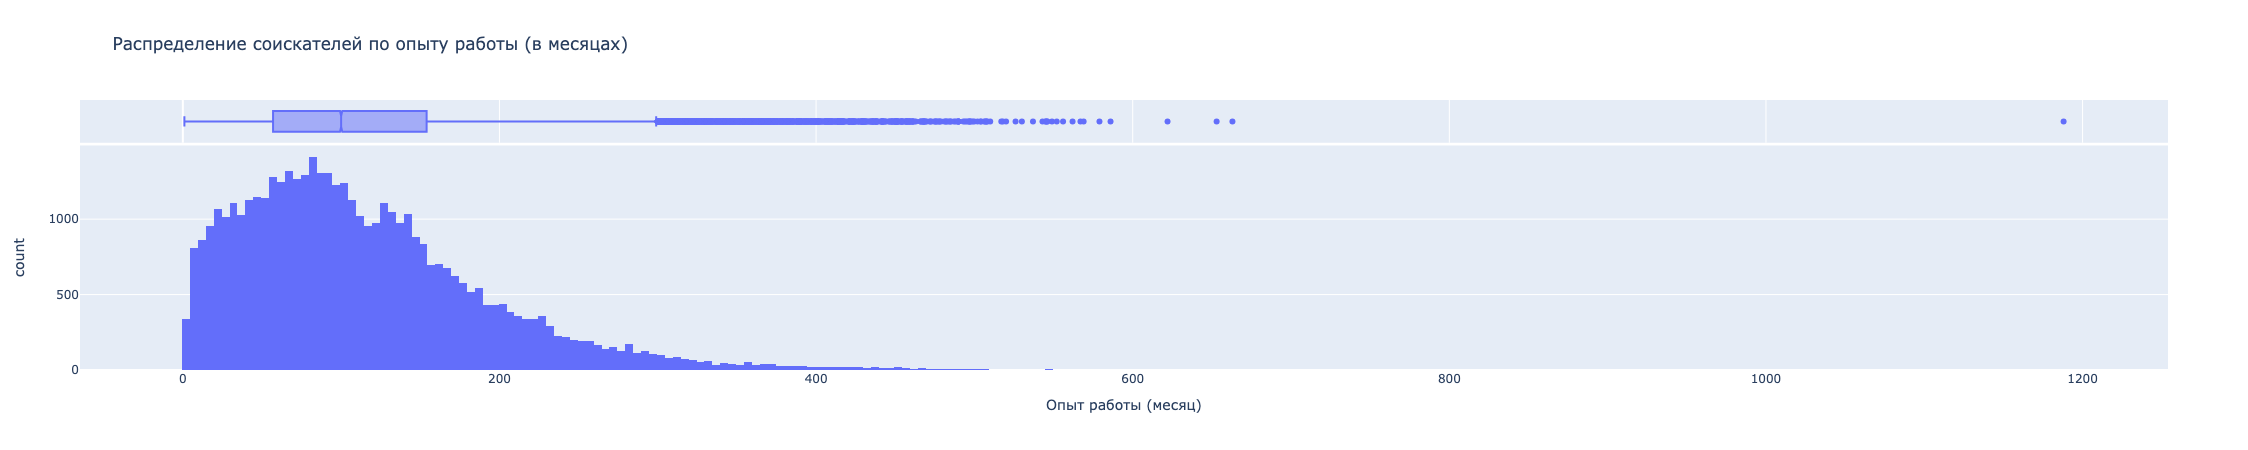 Распределение соискателей по опыту работы (в месяцах)
1000
500
0
count
0 200 400 600 800 1000 1200
Опыт работы (месяц)